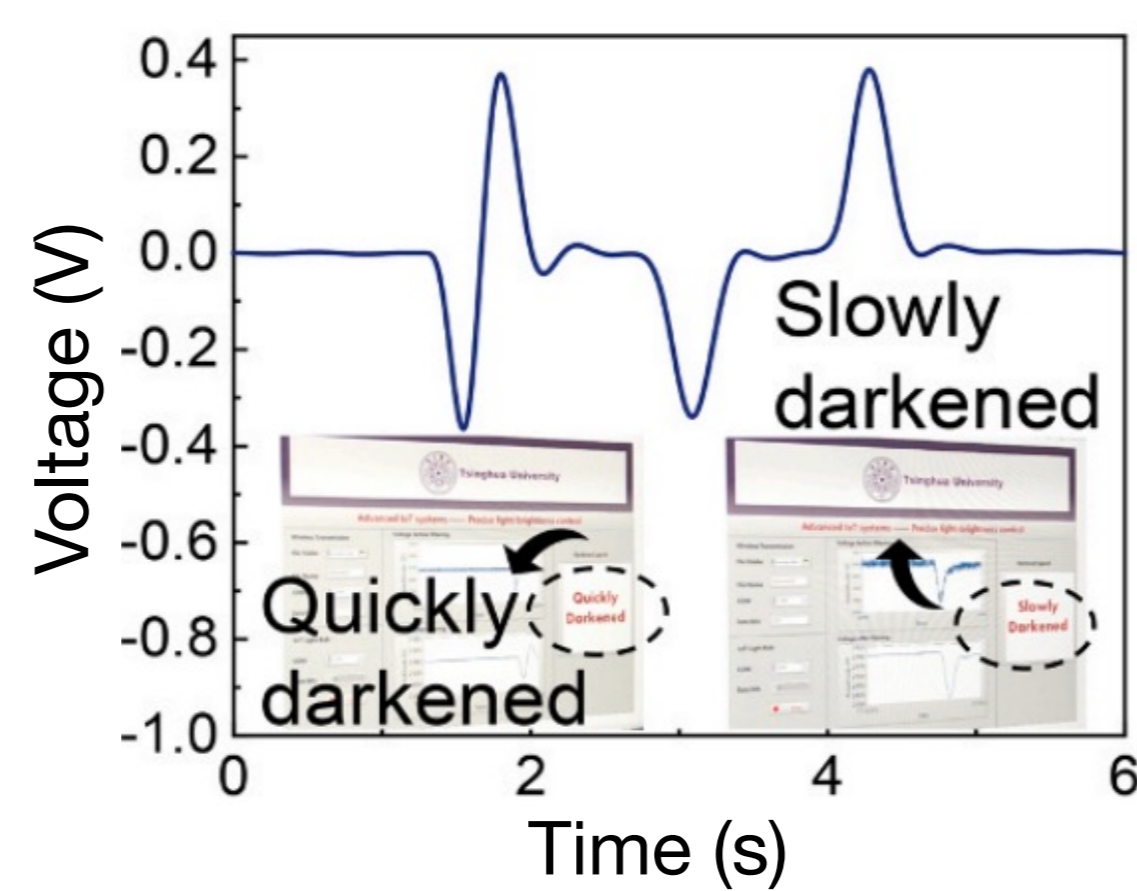 0.4
0.2
0.0
-0.2
-0.4
-0.6
-0.8
-1.0
Voltage (V)
0
2
4
6
Time (s)
Slowly
darkened
Quickly
darkened
Tsinghua University
Advanced IoT systems —— Precise light-brightness control
Quickly
Darkened
Tsinghua University
Advanced IoT systems —— Precise light-brightness control
Slowly
Darkened